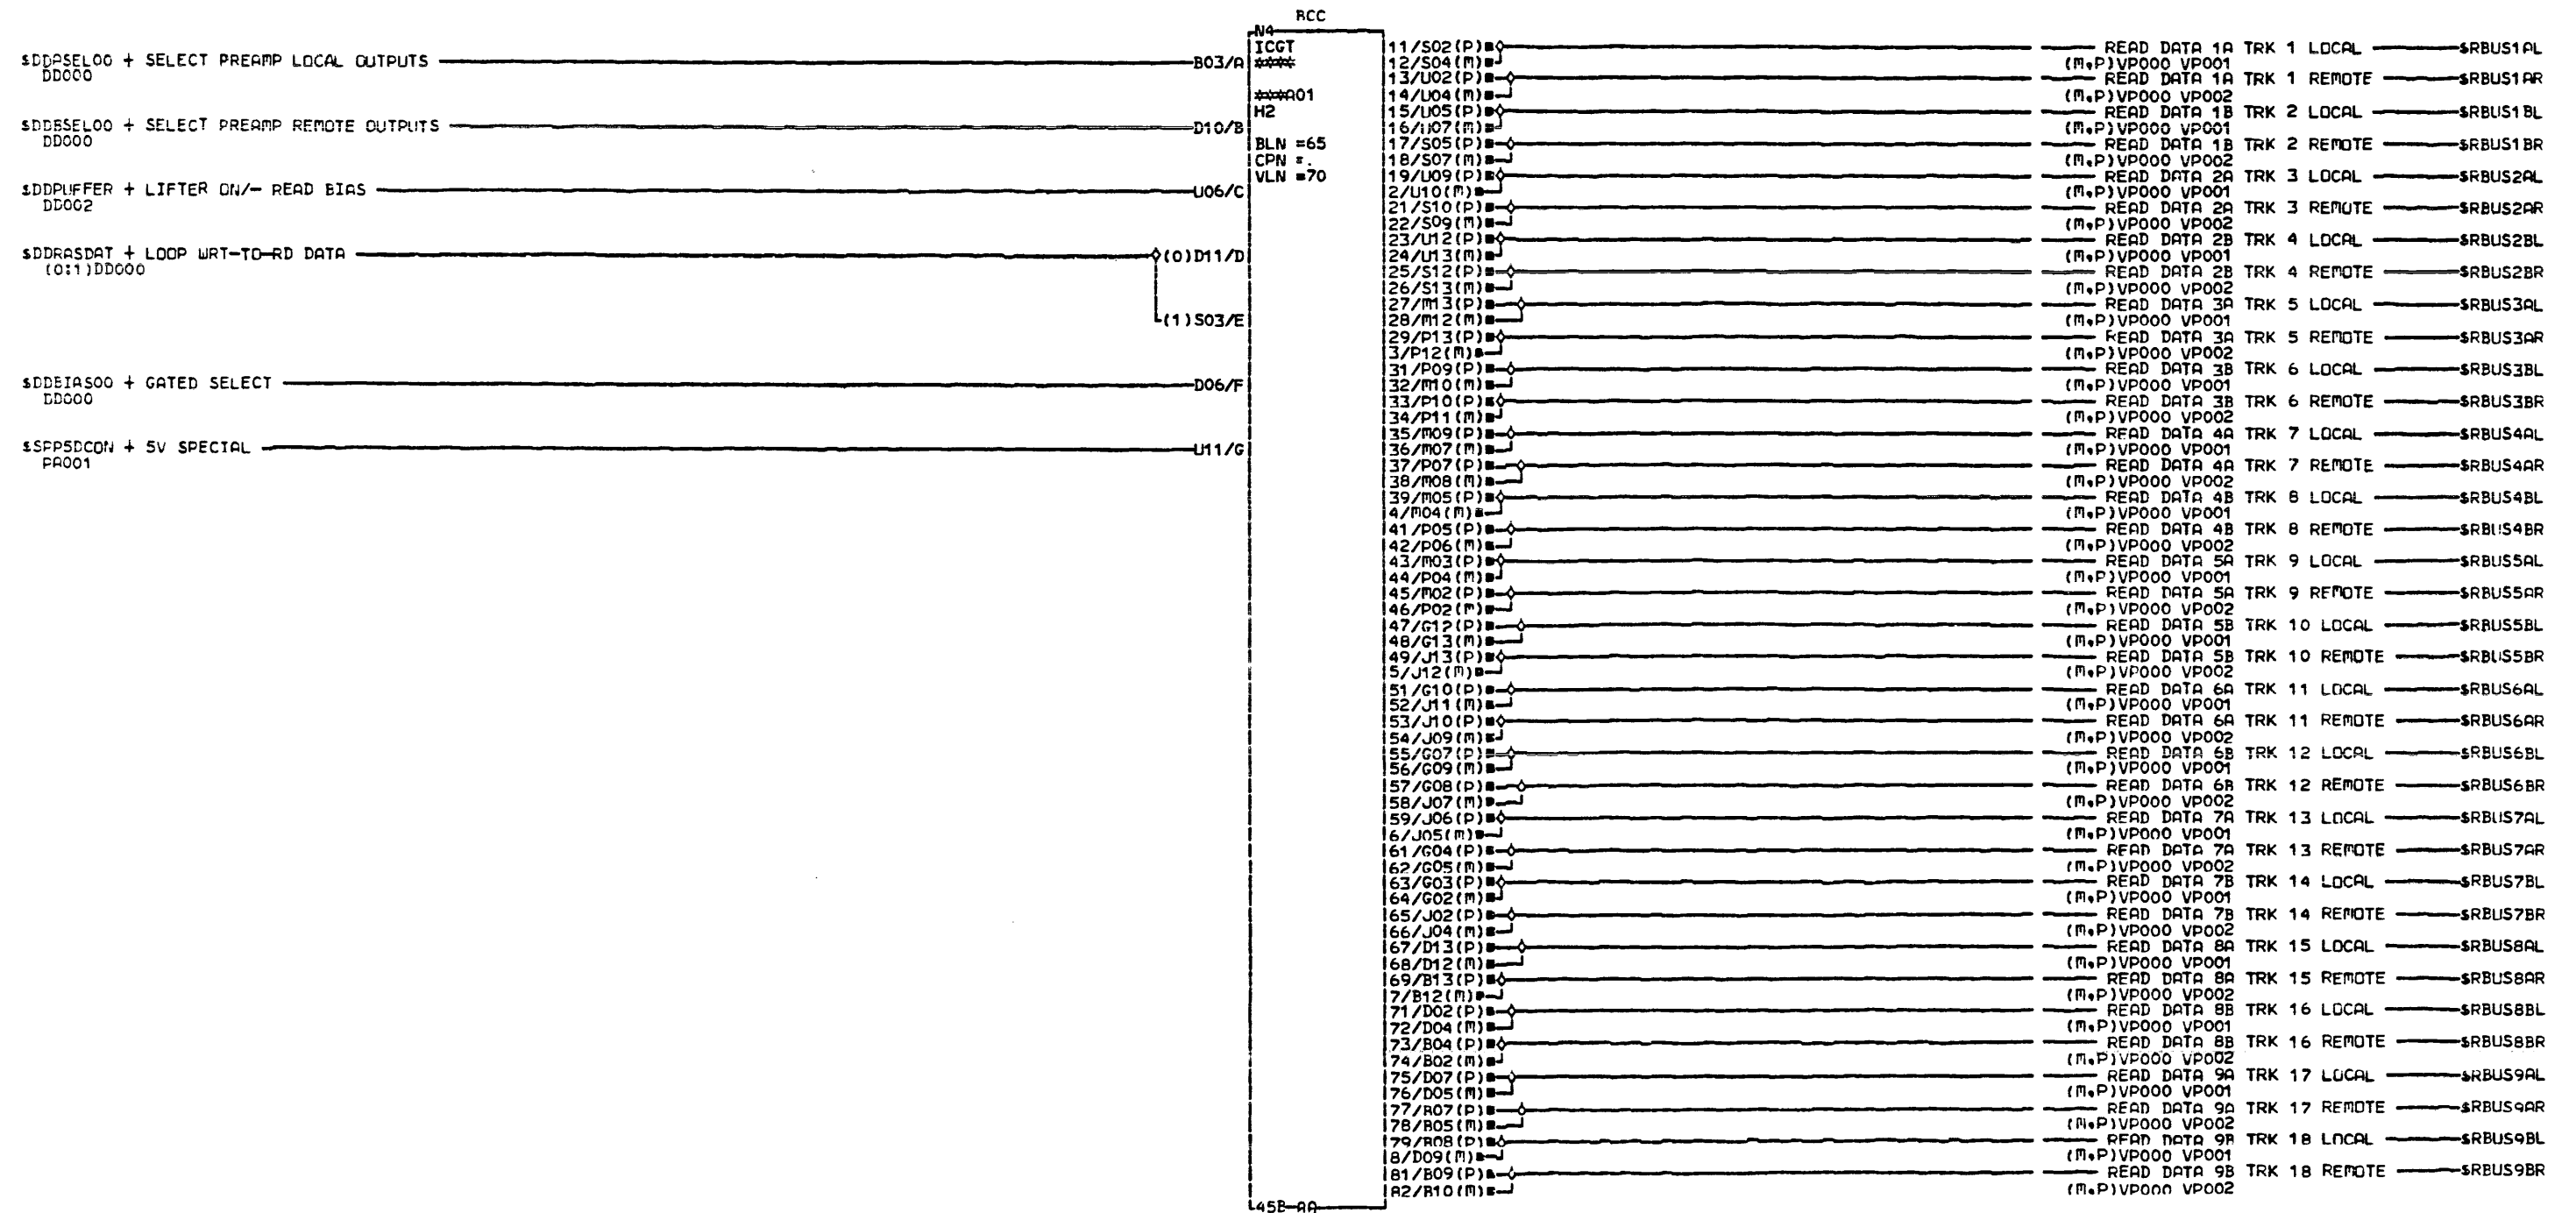 BCC
N4
ICGT
****
***A01
H2
BLN =65
CPN =.
VLN =70
45B-AA
$DDASEL00 + SELECT PREAMP LOCAL OUTPUTS B03/A
DD000
$DDBSEL00 + SELECT PREAMP REMOTE OUTPUTS D10/B
DD000
$DDPUFFER + LIFTER ON/- READ BIAS U06/C
DD002
$DDRASDAT + LOOP WRT-TO-RD DATA (0)D11/D
(0:1)DD000
(1)S03/E
$DDBIAS00 + GATED SELECT D06/F
DD000
$SPP5DCON + 5V SPECIAL U11/G
PA001
11/S02(P) READ DATA 1A TRK 1 LOCAL $RBUS1AL
12/S04(M) (M,P)VP000 VP001
13/U02(P) READ DATA 1A TRK 1 REMOTE $RBUS1AR
14/U04(M) (M,P)VP000 VP002
15/U05(P) READ DATA 1B TRK 2 LOCAL $RBUS1BL
16/U07(M) (M,P)VP000 VP001
17/S05(P) READ DATA 1B TRK 2 REMOTE $RBUS1BR
18/S07(M) (M,P)VP000 VP002
19/U09(P) READ DATA 2A TRK 3 LOCAL $RBUS2AL
2/U10(M) (M,P)VP000 VP001
21/S10(P) READ DATA 2A TRK 3 REMOTE $RBUS2AR
22/S09(M) (M,P)VP000 VP002
23/U12(P) READ DATA 2B TRK 4 LOCAL $RBUS2BL
24/U13(M) (M,P)VP000 VP001
25/S12(P) READ DATA 2B TRK 4 REMOTE $RBUS2BR
26/S13(M) (M,P)VP000 VP002
27/M13(P) READ DATA 3A TRK 5 LOCAL $RBUS3AL
28/M12(M) (M,P)VP000 VP001
29/P13(P) READ DATA 3A TRK 5 REMOTE $RBUS3AR
3/P12(M) (M,P)VP000 VP002
31/P09(P) READ DATA 3B TRK 6 LOCAL $RBUS3BL
32/M10(M) (M,P)VP000 VP001
33/P10(P) READ DATA 3B TRK 6 REMOTE $RBUS3BR
34/P11(M) (M,P)VP000 VP002
35/M09(P) READ DATA 4A TRK 7 LOCAL $RBUS4AL
36/M07(M) (M,P)VP000 VP001
37/P07(P) READ DATA 4A TRK 7 REMOTE $RBUS4AR
38/M08(M) (M,P)VP000 VP002
39/M05(P) READ DATA 4B TRK 8 LOCAL $RBUS4BL
4/M04(M) (M,P)VP000 VP001
41/P05(P) READ DATA 4B TRK 8 REMOTE $RBUS4BR
42/P06(M) (M,P)VP000 VP002
43/M03(P) READ DATA 5A TRK 9 LOCAL $RBUS5AL
44/P04(M) (M,P)VP000 VP001
45/M02(P) READ DATA 5A TRK 9 REMOTE $RBUS5AR
46/P02(M) (M,P)VP000 VP002
47/G12(P) READ DATA 5B TRK 10 LOCAL $RBUS5BL
48/G13(M) (M,P)VP000 VP001
49/J13(P) READ DATA 5B TRK 10 REMOTE $RBUS5BR
5/J12(M) (M,P)VP000 VP002
51/G10(P) READ DATA 6A TRK 11 LOCAL $RBUS6AL
52/J11(M) (M,P)VP000 VP001
53/J10(P) READ DATA 6A TRK 11 REMOTE $RBUS6AR
54/J09(M) (M,P)VP000 VP002
55/G07(P) READ DATA 6B TRK 12 LOCAL $RBUS6BL
56/G09(M) (M,P)VP000 VP001
57/G08(P) READ DATA 6B TRK 12 REMOTE $RBUS6BR
58/J07(M) (M,P)VP000 VP002
59/J06(P) READ DATA 7A TRK 13 LOCAL $RBUS7AL
6/J05(M) (M,P)VP000 VP001
61/G04(P) READ DATA 7A TRK 13 REMOTE $RBUS7AR
62/G05(M) (M,P)VP000 VP002
63/G03(P) READ DATA 7B TRK 14 LOCAL $RBUS7BL
64/G02(M) (M,P)VP000 VP001
65/J02(P) READ DATA 7B TRK 14 REMOTE $RBUS7BR
66/J04(M) (M,P)VP000 VP002
67/D13(P) READ DATA 8A TRK 15 LOCAL $RBUS8AL
68/D12(M) (M,P)VP000 VP001
69/B13(P) READ DATA 8A TRK 15 REMOTE $RBUS8AR
7/B12(M) (M,P)VP000 VP002
71/D02(P) READ DATA 8B TRK 16 LOCAL $RBUS8BL
72/D04(M) (M,P)VP000 VP001
73/B04(P) READ DATA 8B TRK 16 REMOTE $RBUS8BR
74/B02(M) (M,P)VP000 VP002
75/D07(P) READ DATA 9A TRK 17 LOCAL $RBUS9AL
76/D05(M) (M,P)VP000 VP001
77/B07(P) READ DATA 9A TRK 17 REMOTE $RBUS9AR
78/B05(M) (M,P)VP000 VP002
79/B08(P) READ DATA 9B TRK 18 LOCAL $RBUS9BL
8/D09(M) (M,P)VP000 VP001
81/B09(P) READ DATA 9B TRK 18 REMOTE $RBUS9BR
82/B10(M) (M,P)VP000 VP002